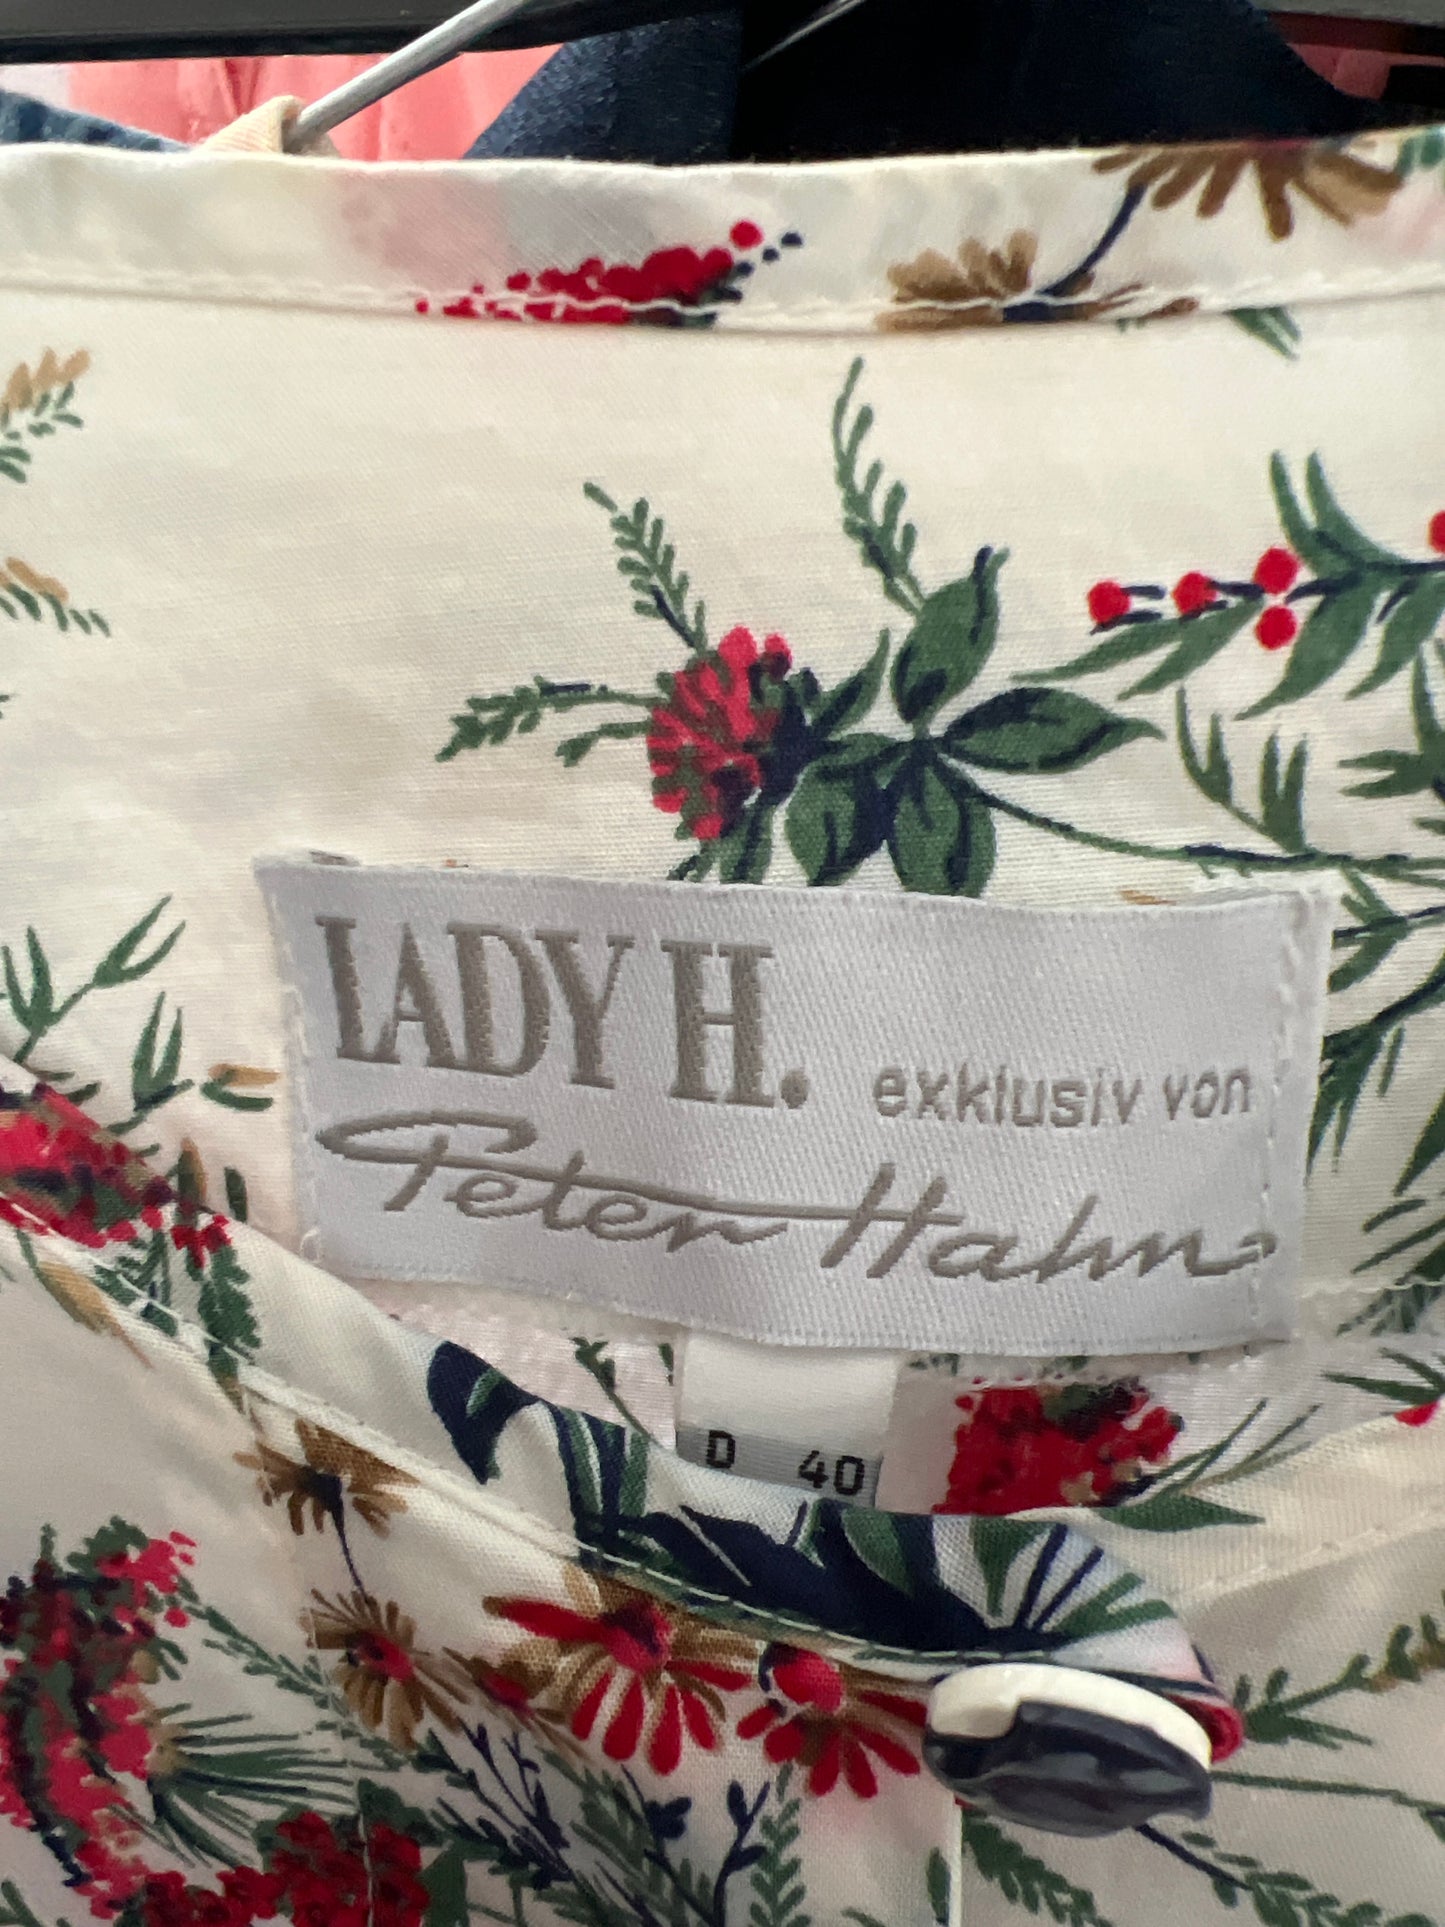 LADY H. exklusiv von
Peter Hahn
D 40